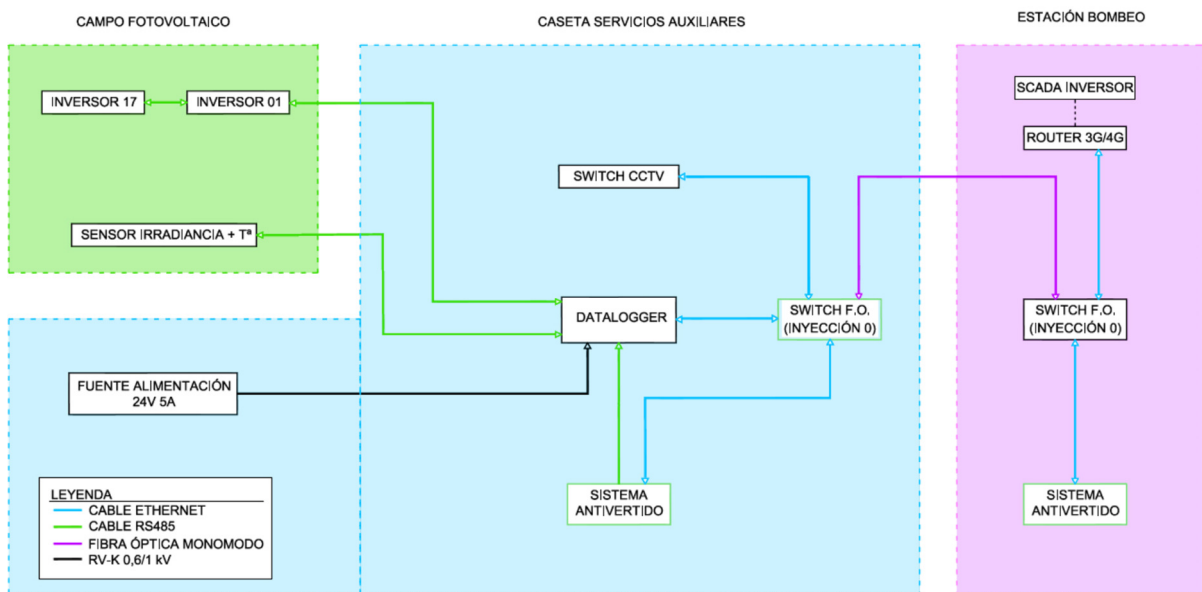 CAMPO FOTOVOLTAICO
CASETA SERVICIOS AUXILIARES
ESTACIÓN BOMBEO
INVERSOR 17
INVERSOR 01
SCADA INVERSOR
ROUTER 3G/4G
SWITCH CCTV
SENSOR IRRADIANCIA + Tª
DATALOGGER
SWITCH F.O.
(INYECCIÓN 0)
SWITCH F.O.
(INYECCIÓN 0)
FUENTE ALIMENTACIÓN
24V 5A
SISTEMA
ANTIVERTIDO
SISTEMA
ANTIVERTIDO
LEYENDA
CABLE ETHERNET
CABLE RS485
FIBRA ÓPTICA MONOMODO
RV-K 0,6/1 kV